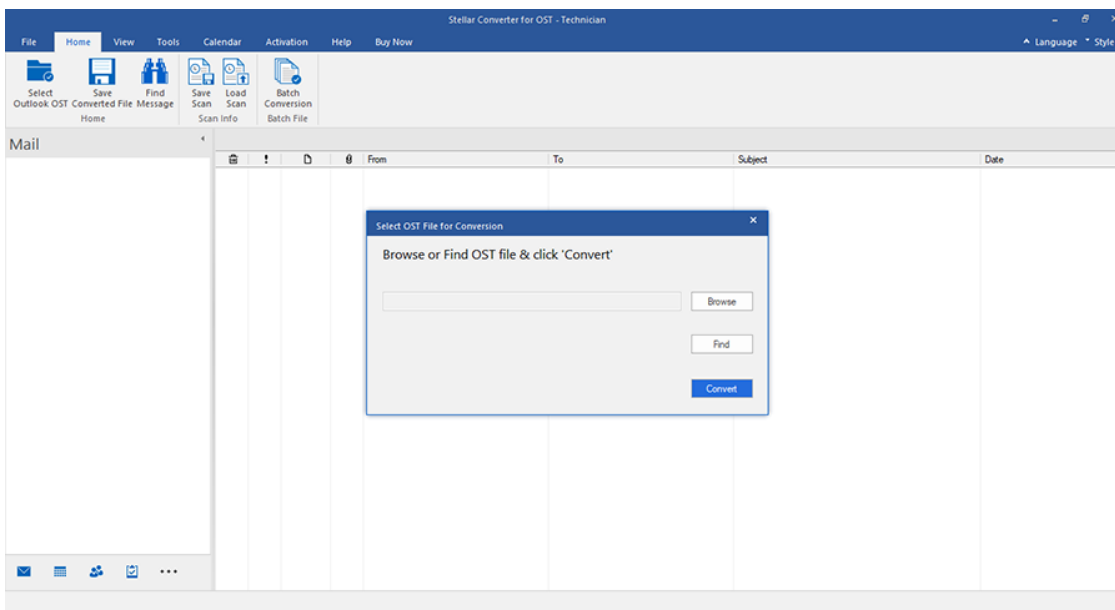 Stellar Converter for OST - Technician
File Home View Tools Calendar Activation Help Buy Now
Language Style
Select Outlook OST
Save Converted File
Find Message
Save Scan
Load Scan
Batch Conversion
Home
Scan Info
Batch File
Mail
From To Subject Date
Select OST File for Conversion
Browse or Find OST file & click 'Convert'
Browse
Find
Convert